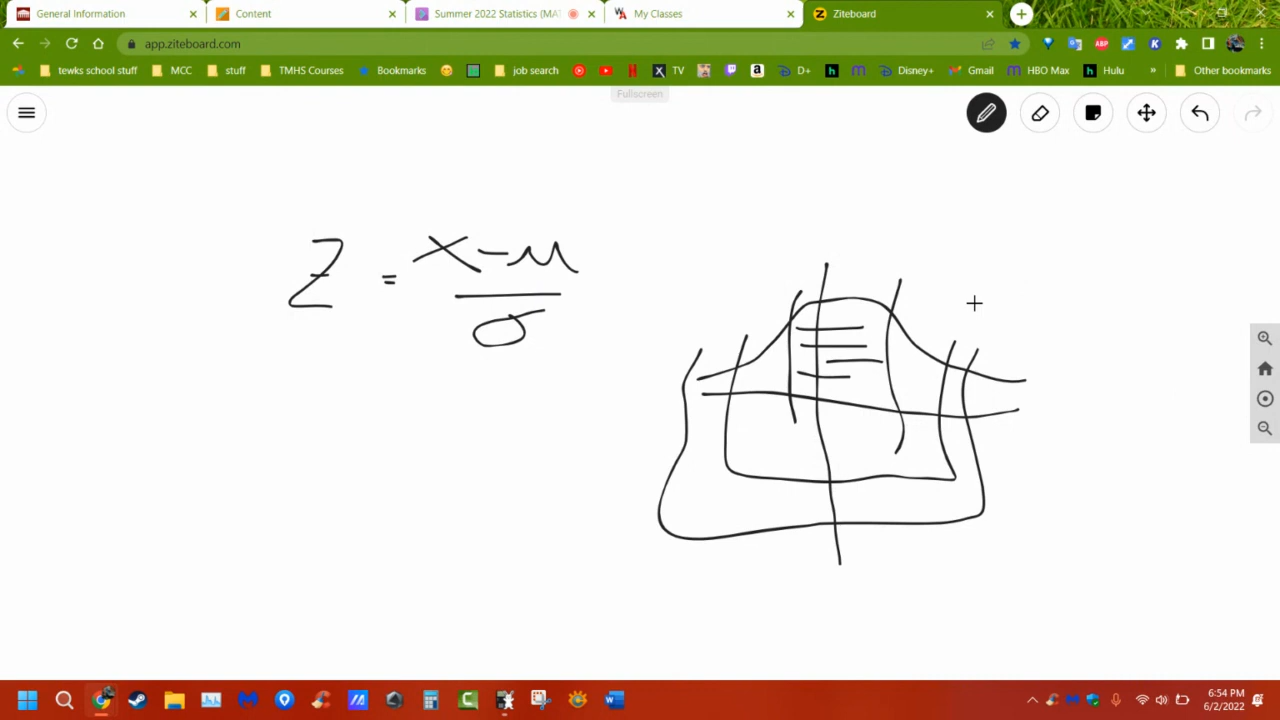 General Information
Content
Summer 2022 Statistics (MA
My Classes
Ziteboard
app.ziteboard.com
tewks school stuff
MCC
stuff
TMHS Courses
Bookmarks
job search
TV
D+
Disney+
Gmail
HBO Max
Hulu
»
Other bookmarks
Fullscreen
Z = x-μ
σ
6:54 PM
6/2/2022